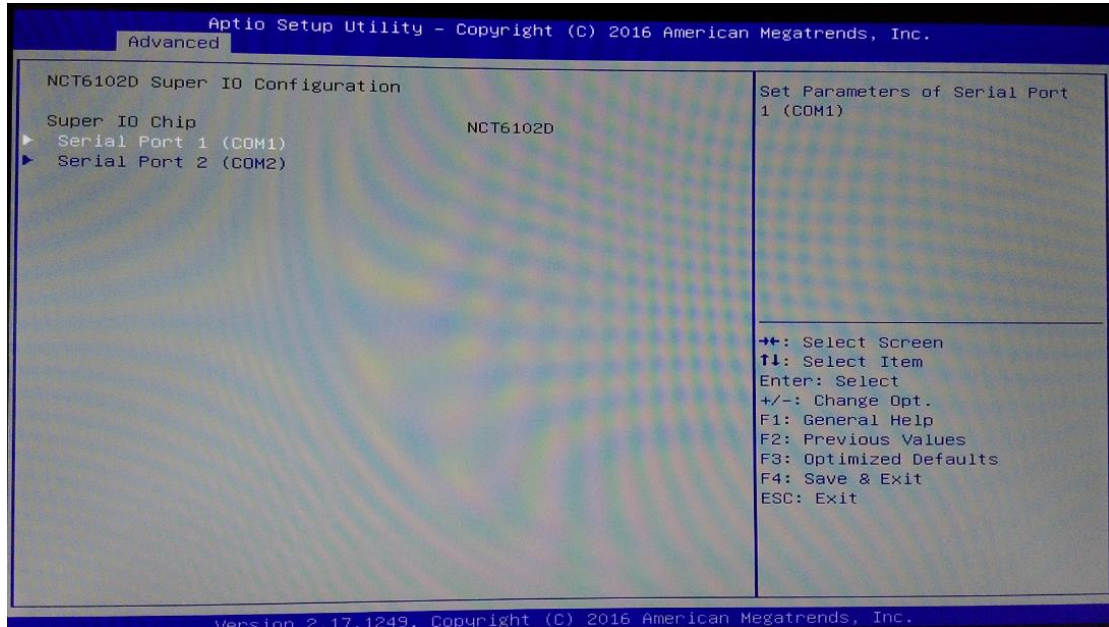 Aptio Setup Utility – Copyright (C) 2016 American Megatrends, Inc.
Advanced
NCT6102D Super IO Configuration
Super IO Chip NCT6102D
Serial Port 1 (COM1)
Serial Port 2 (COM2)
Set Parameters of Serial Port
1 (COM1)
→←: Select Screen
↑↓: Select Item
Enter: Select
+/-: Change Opt.
F1: General Help
F2: Previous Values
F3: Optimized Defaults
F4: Save & Exit
ESC: Exit
Version 2.17.1249. Copyright (C) 2016 American Megatrends, Inc.